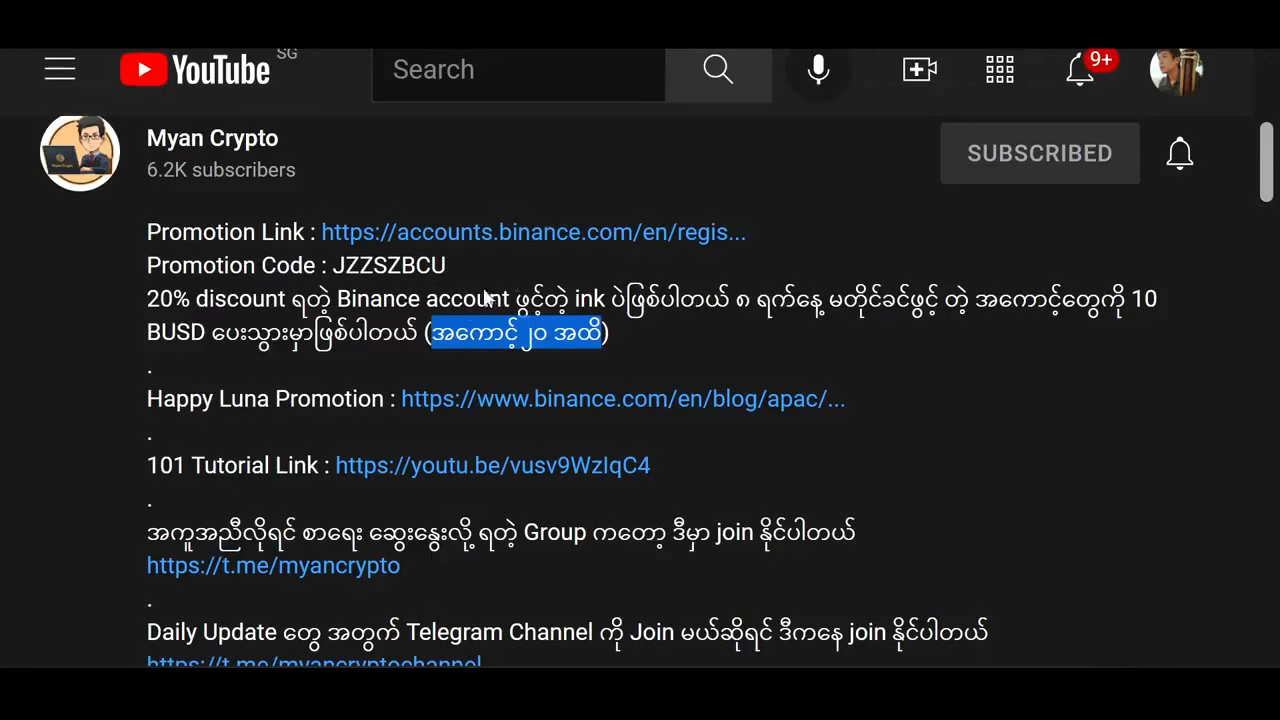 SG
YouTube
Search
9+
Myan Crypto
6.2K subscribers
SUBSCRIBED
Promotion Link : https://accounts.binance.com/en/regis...
Promotion Code : JZZSZBCU
20% discount ရတဲ့ Binance account ဖွင့်တဲ့ ink ပဲဖြစ်ပါတယ် ၈ ရက်နေ့ မတိုင်ခင်ဖွင့် တဲ့ အကောင့်တွေကို 10
BUSD ပေးသွားမှာဖြစ်ပါတယ် (အကောင့်၂၀ အထိ)
.
Happy Luna Promotion : https://www.binance.com/en/blog/apac/...
.
101 Tutorial Link : https://youtu.be/vusv9WzIqC4
.
အကူအညီလိုရင် စာရေး ဆွေးနွေးလို့ ရတဲ့ Group ကတော့ ဒီမှာ join နိုင်ပါတယ်
https://t.me/myancrypto
.
Daily Update တွေ အတွက် Telegram Channel ကို Join မယ်ဆိုရင် ဒီကနေ join နိုင်ပါတယ်
https://t.me/myancryptochannel